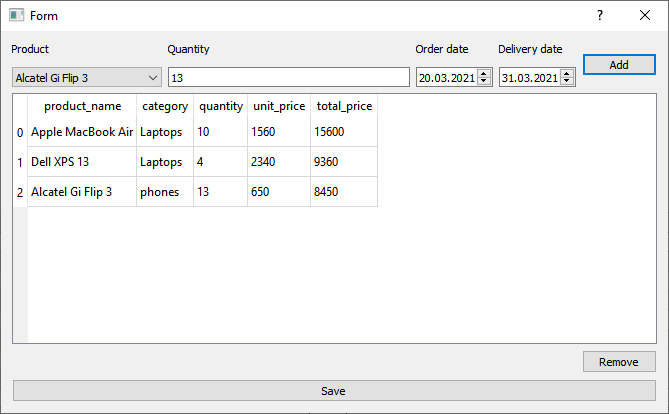 Form
Product Quantity Order date Delivery date
Alcatel Gi Flip 3 13 20.03.2021 31.03.2021 Add
product_name category quantity unit_price total_price
0 Apple MacBook Air Laptops 10 1560 15600
1 Dell XPS 13 Laptops 4 2340 9360
2 Alcatel Gi Flip 3 phones 13 650 8450
Remove
Save